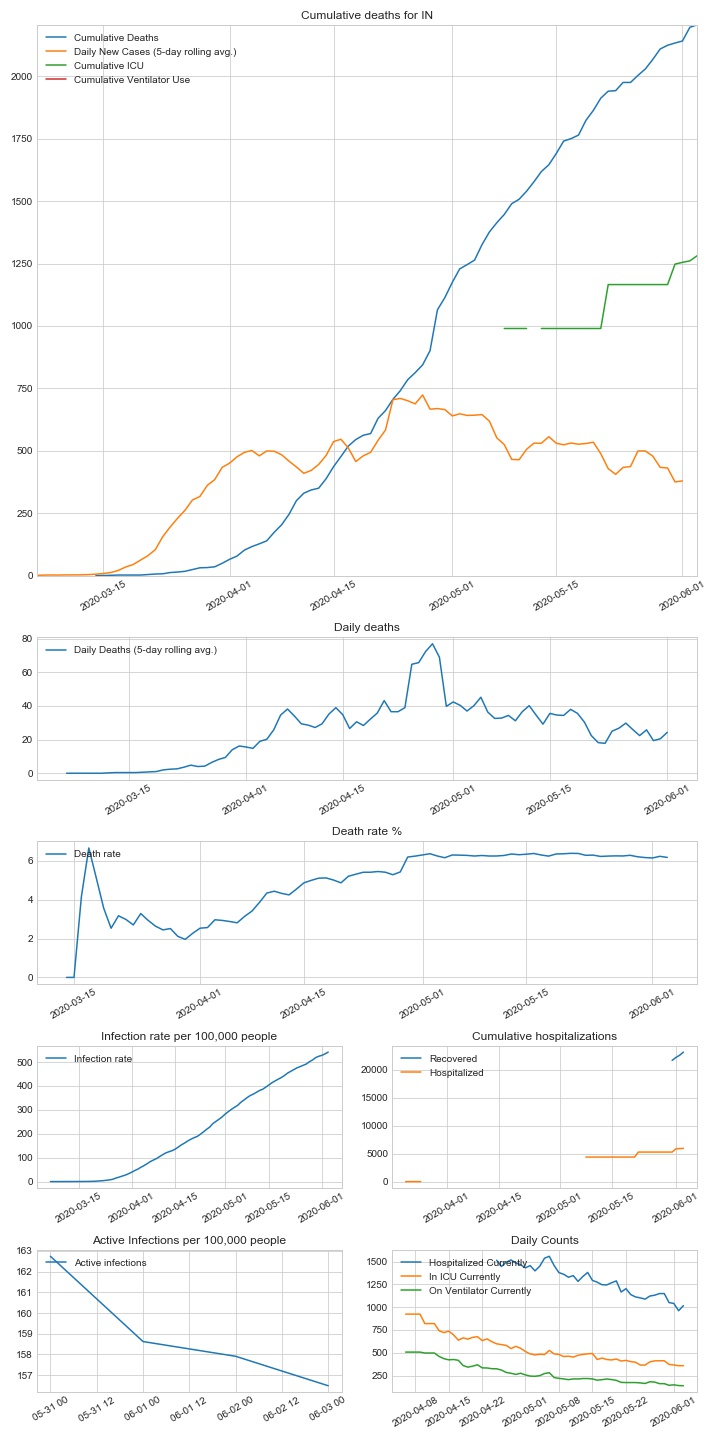 Cumulative deaths for IN
Cumulative Deaths
Daily New Cases (5-day rolling avg.)
Cumulative ICU
Cumulative Ventilator Use
2000
1750
1500
1250
1000
750
500
250
0
2020-03-15 2020-04-01 2020-04-15 2020-05-01 2020-05-15 2020-06-01
Daily deaths
Daily Deaths (5-day rolling avg.)
80
60
40
20
0
2020-03-15 2020-04-01 2020-04-15 2020-05-01 2020-05-15 2020-06-01
Death rate %
Death rate
6
4
2
0
2020-03-15 2020-04-01 2020-04-15 2020-05-01 2020-05-15 2020-06-01
Infection rate per 100,000 people
Infection rate
500
400
300
200
100
0
2020-03-15 2020-04-01 2020-04-15 2020-05-01 2020-05-15 2020-06-01
Cumulative hospitalizations
Recovered
Hospitalized
20000
15000
10000
5000
0
2020-04-01 2020-04-15 2020-05-01 2020-05-15 2020-06-01
Active Infections per 100,000 people
Active infections
163
162
161
160
159
158
157
05-31 00 05-31 12 06-01 00 06-01 12 06-02 00 06-02 12 06-03 00
Daily Counts
Hospitalized Currently
In ICU Currently
On Ventilator Currently
1500
1250
1000
750
500
250
2020-04-08 2020-04-15 2020-04-22 2020-05-01 2020-05-08 2020-05-15 2020-05-22 2020-06-01